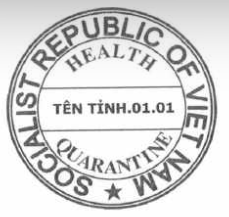 SOCIALIST REPUBLIC OF VIET NAM
HEALTH
TÊN TỈNH.01.01
QUARANTINE